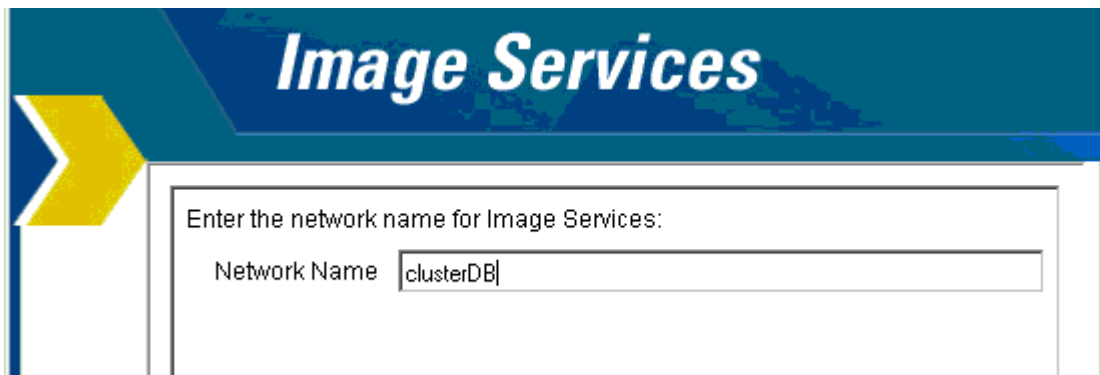 Image Services
Enter the network name for Image Services:
Network Name clusterDB